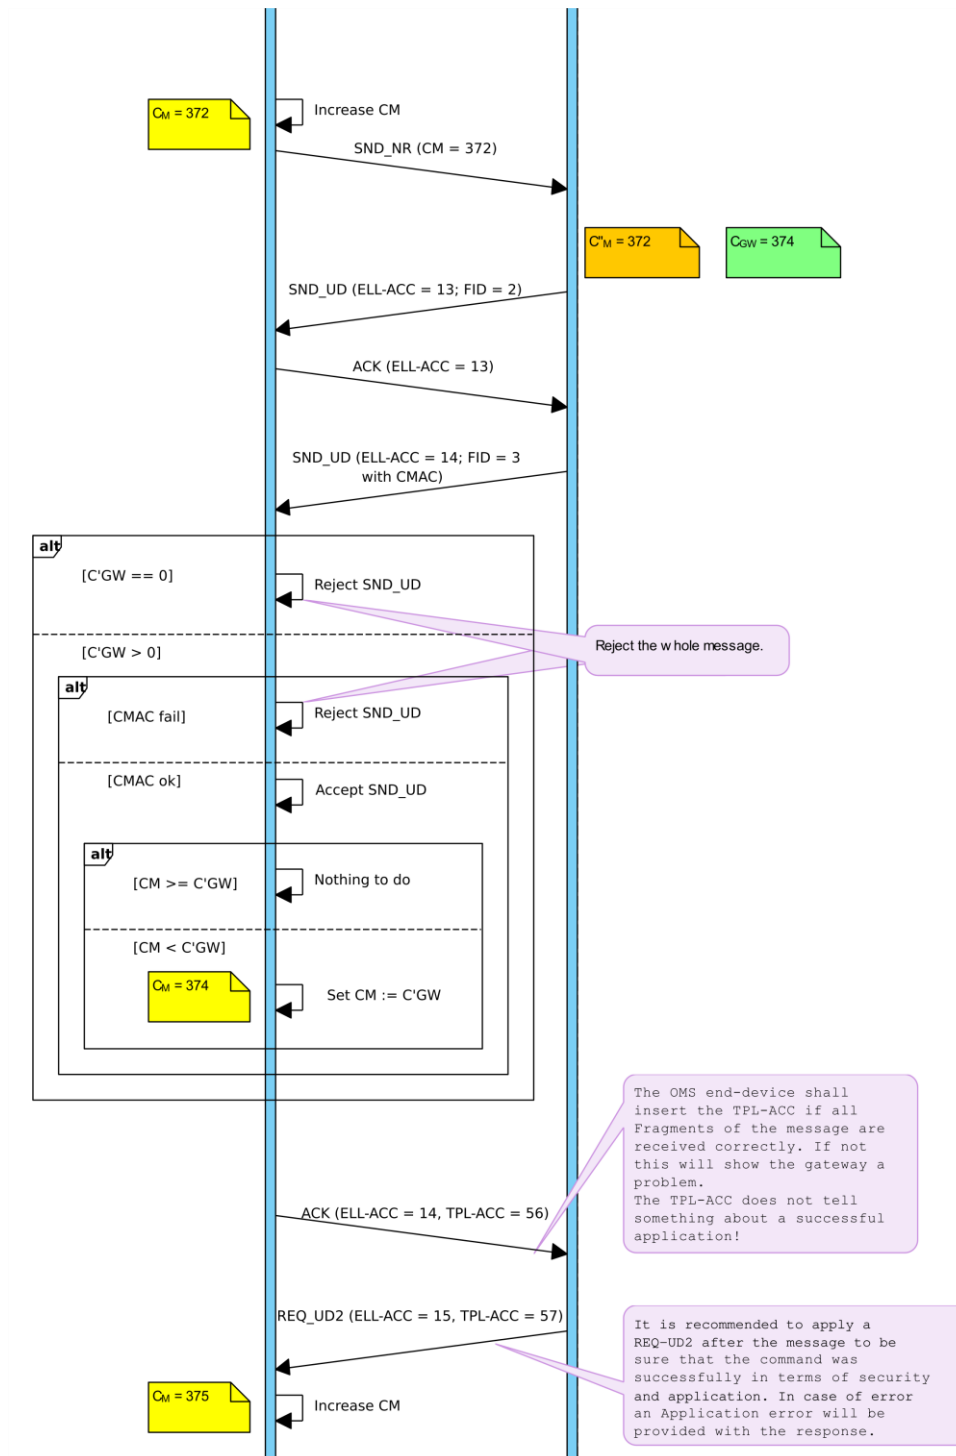 CM = 372
Increase CM
SND_NR (CM = 372)
C"M = 372
CGW = 374
SND_UD (ELL-ACC = 13; FID = 2)
ACK (ELL-ACC = 13)
SND_UD (ELL-ACC = 14; FID = 3
with CMAC)
alt
[C'GW == 0]
Reject SND_UD
Reject the whole message.
[C'GW > 0]
alt
[CMAC fail]
Reject SND_UD
[CMAC ok]
Accept SND_UD
alt
[CM >= C'GW]
Nothing to do
[CM < C'GW]
CM = 374
Set CM := C'GW
The OMS end-device shall
insert the TPL-ACC if all
Fragments of the message are
received correctly. If not
this will show the gateway a
problem.
The TPL-ACC does not tell
something about a successful
application!
ACK (ELL-ACC = 14, TPL-ACC = 56)
REQ_UD2 (ELL-ACC = 15, TPL-ACC = 57)
It is recommended to apply a
REQ-UD2 after the message to be
sure that the command was
successfully in terms of security
and application. In case of error
an Application error will be
provided with the response.
CM = 375
Increase CM